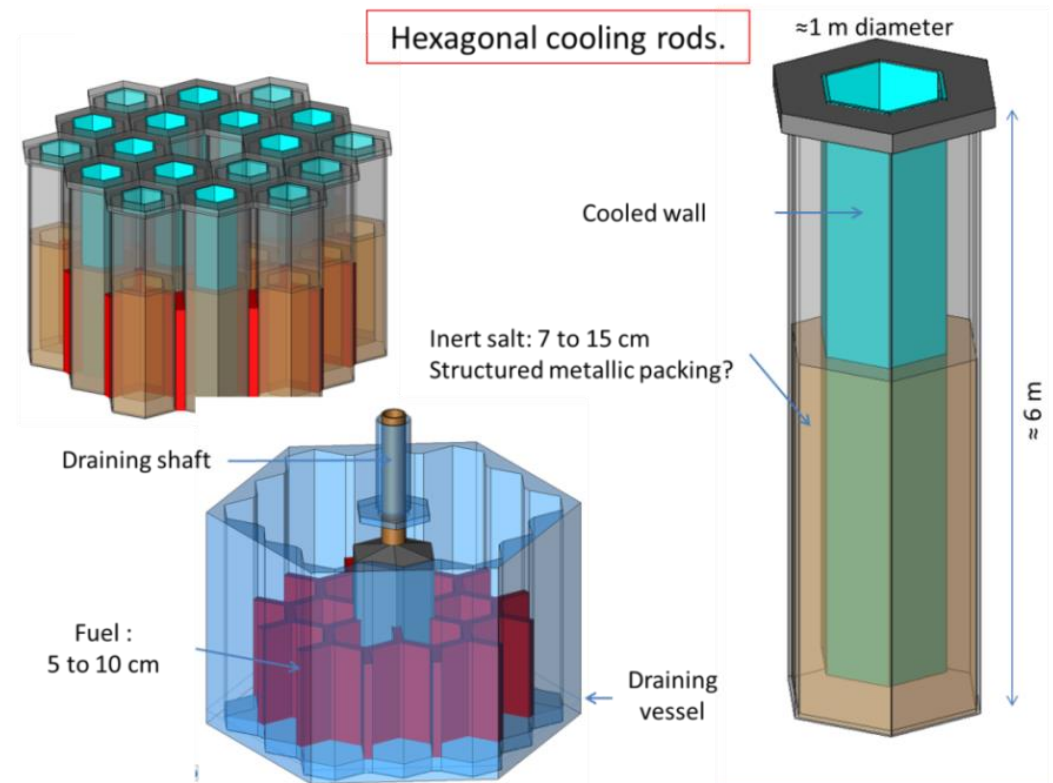 Hexagonal cooling rods.
≈1 m diameter
Cooled wall
Inert salt: 7 to 15 cm
Structured metallic packing?
≈ 6 m
Draining shaft
Fuel :
5 to 10 cm
Draining
vessel